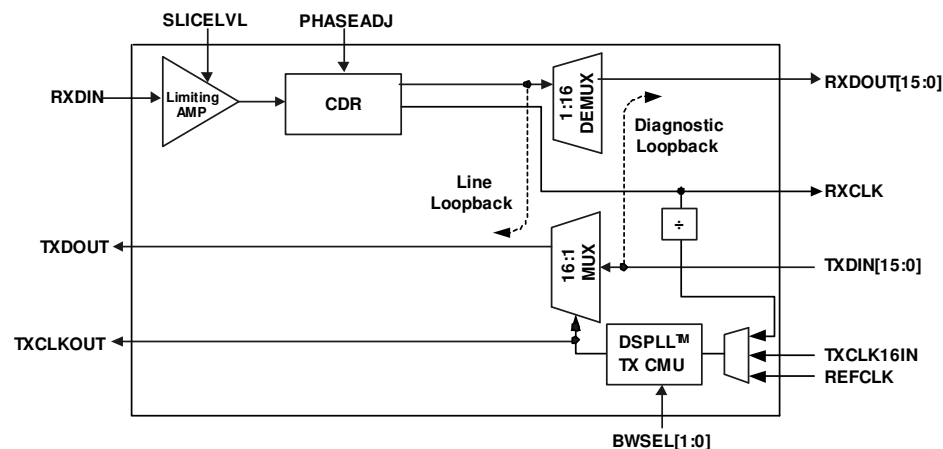 SLICELVL
PHASEADJ
RXDIN
Limiting
AMP
CDR
1:16
DEMUX
RXDOUT[15:0]
Diagnostic
Loopback
Line
Loopback
RXCLK
÷
TXDOUT
16:1
MUX
TXDIN[15:0]
TXCLKOUT
DSPLL™
TX CMU
TXCLK16IN
REFCLK
BWSEL[1:0]